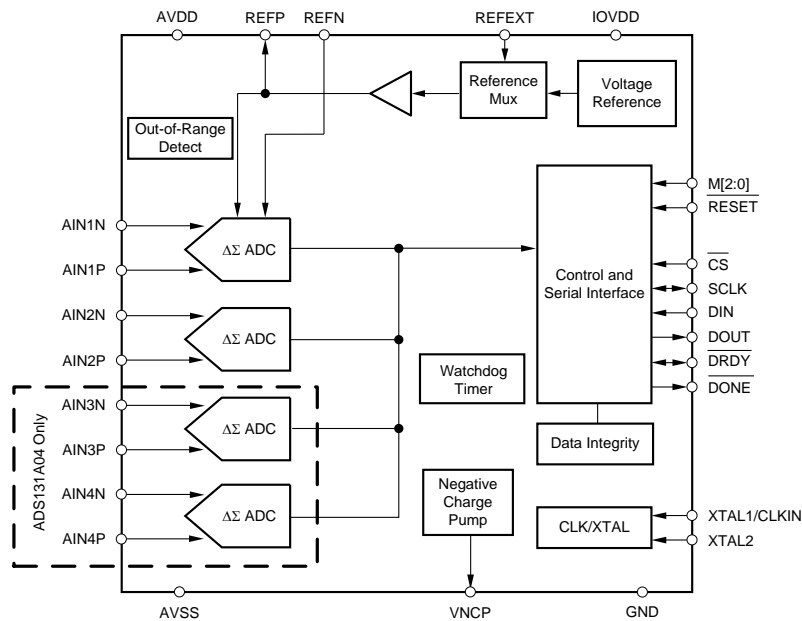 AVDD
REFP
REFN
REFEXT
IOVDD
Reference
Mux
Voltage
Reference
Out-of-Range
Detect
M[2:0]
RESET
AIN1N
ΔΣ ADC
AIN1P
Control and
Serial Interface
CS
SCLK
DIN
DOUT
DRDY
DONE
AIN2N
ΔΣ ADC
AIN2P
Watchdog
Timer
ADS131A04 Only
AIN3N
ΔΣ ADC
AIN3P
Data Integrity
AIN4N
ΔΣ ADC
AIN4P
Negative
Charge
Pump
CLK/XTAL
XTAL1/CLKIN
XTAL2
AVSS
VNCP
GND